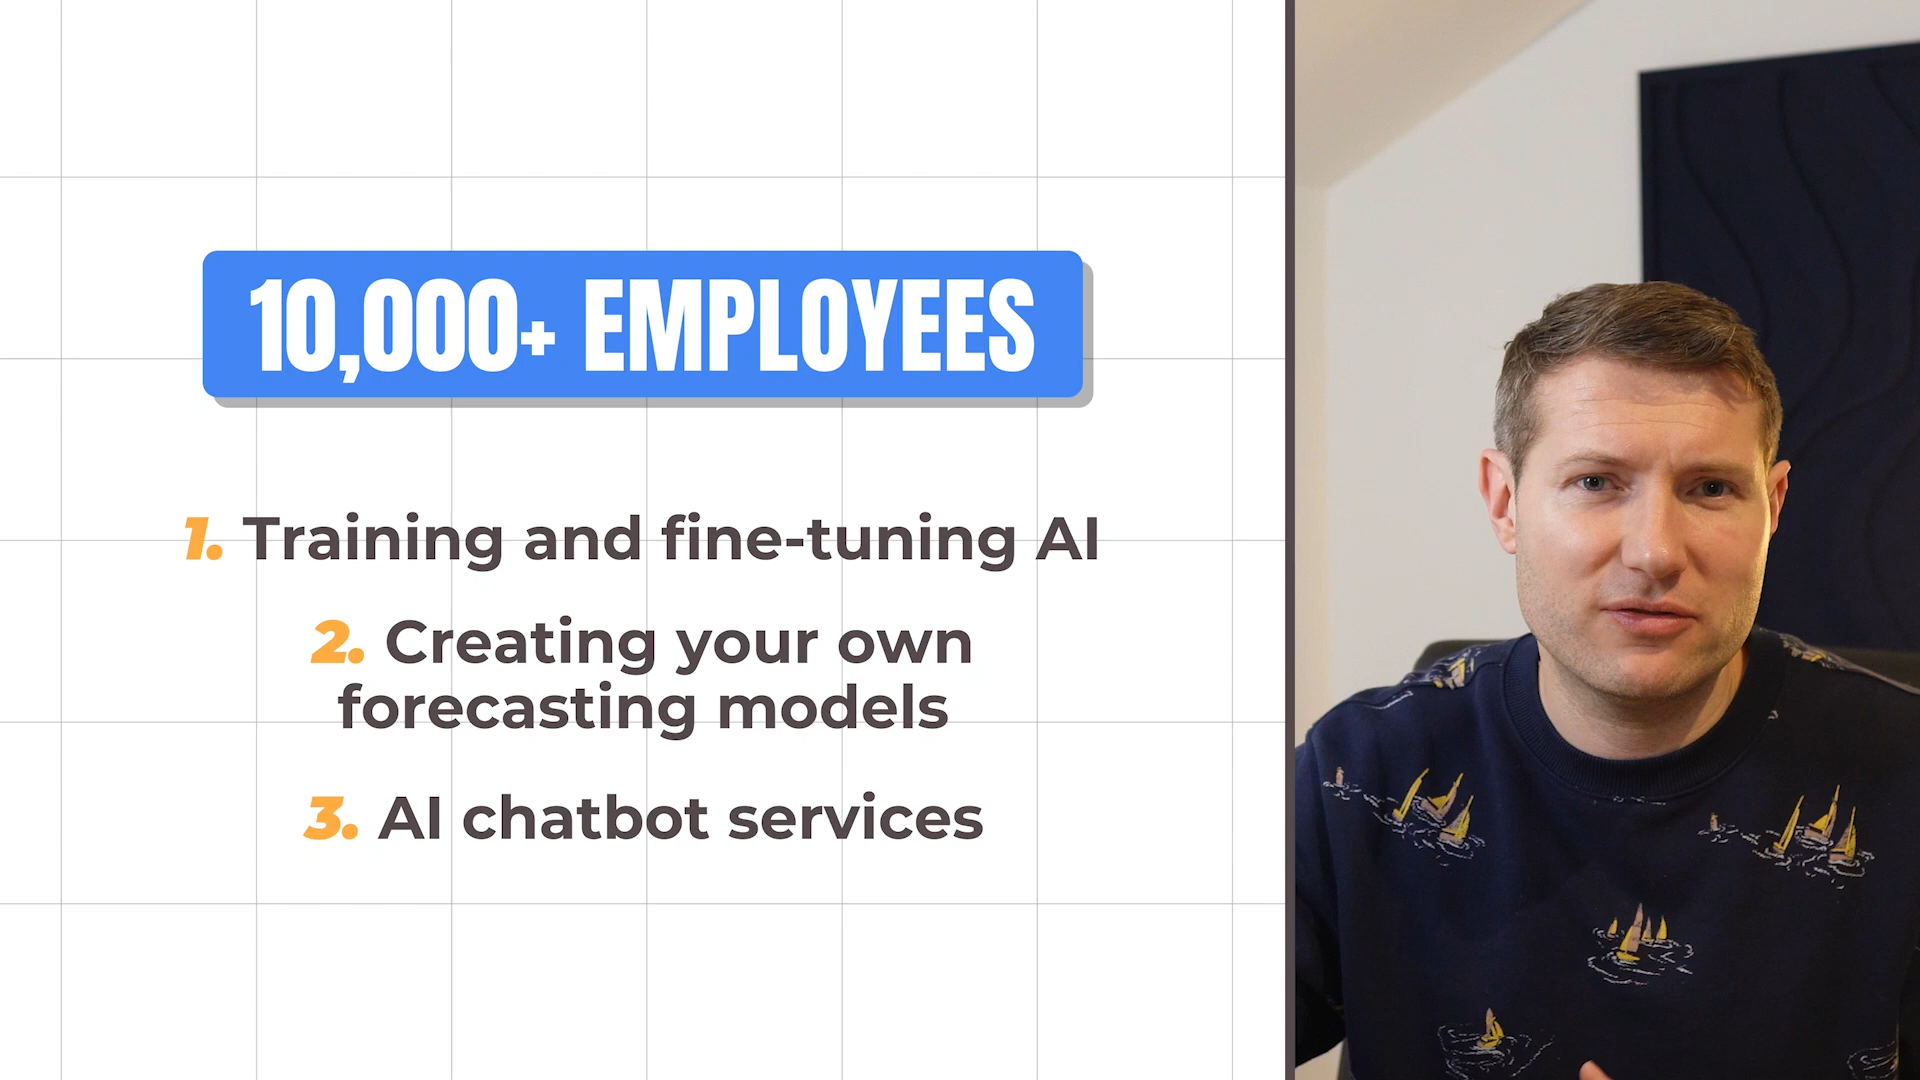 10,000+ EMPLOYEES
1. Training and fine-tuning AI
2. Creating your own
forecasting models
3. AI chatbot services